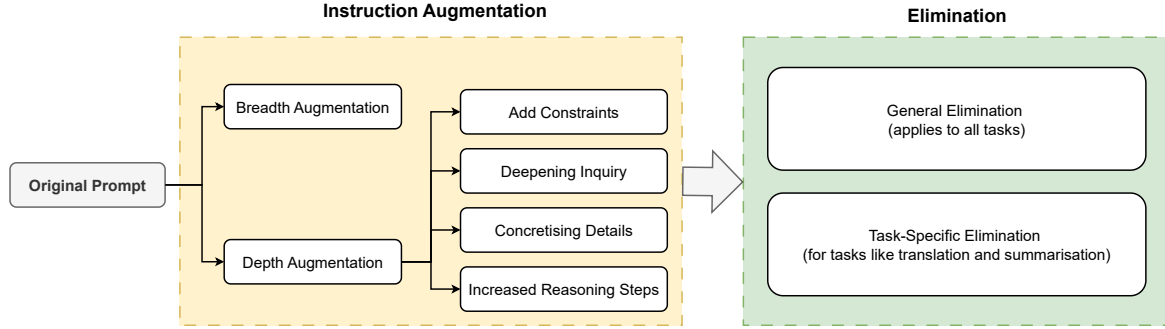 Instruction Augmentation
Elimination
Original Prompt
Breadth Augmentation
Depth Augmentation
Add Constraints
Deepening Inquiry
Concretising Details
Increased Reasoning Steps
General Elimination
(applies to all tasks)
Task-Specific Elimination
(for tasks like translation and summarisation)